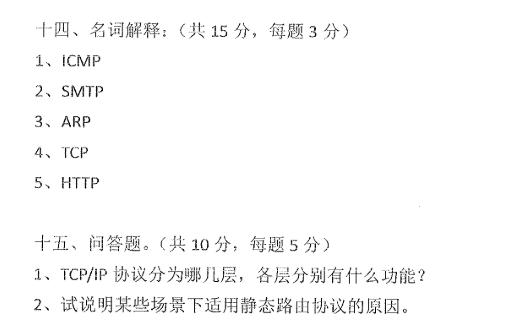 十四、名词解释：（共 15 分，每题 3 分）
1、ICMP
2、SMTP
3、ARP
4、TCP
5、HTTP
十五、问答题。（共 10 分，每题 5 分）
1、TCP/IP 协议分为哪几层，各层分别有什么功能？
2、试说明某些场景下适用静态路由协议的原因。